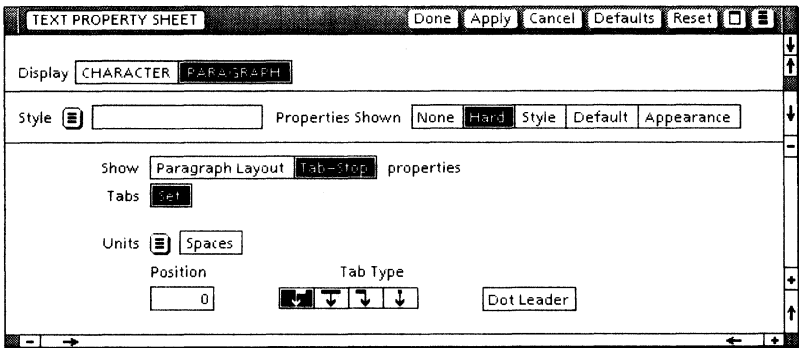 TEXT PROPERTY SHEET Done Apply Cancel Defaults Reset
Display CHARACTER PARAGRAPH
Style Properties Shown None Hard Style Default Appearance
Show Paragraph Layout Tab-Stop properties
Tabs Set
Units Spaces
Position Tab Type
0 Dot Leader